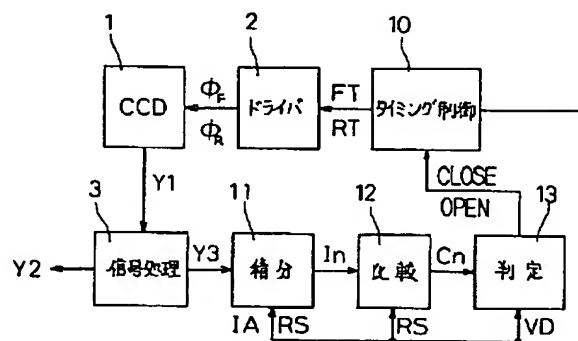 1
2
10
CCD
ΦF
ΦR
ドライバ
FT
RT
タイミング制御
Y1
CLOSE
OPEN
3
11
12
13
Y2
信号処理
Y3
積分
In
比較
Cn
判定
IA
RS
RS
VD